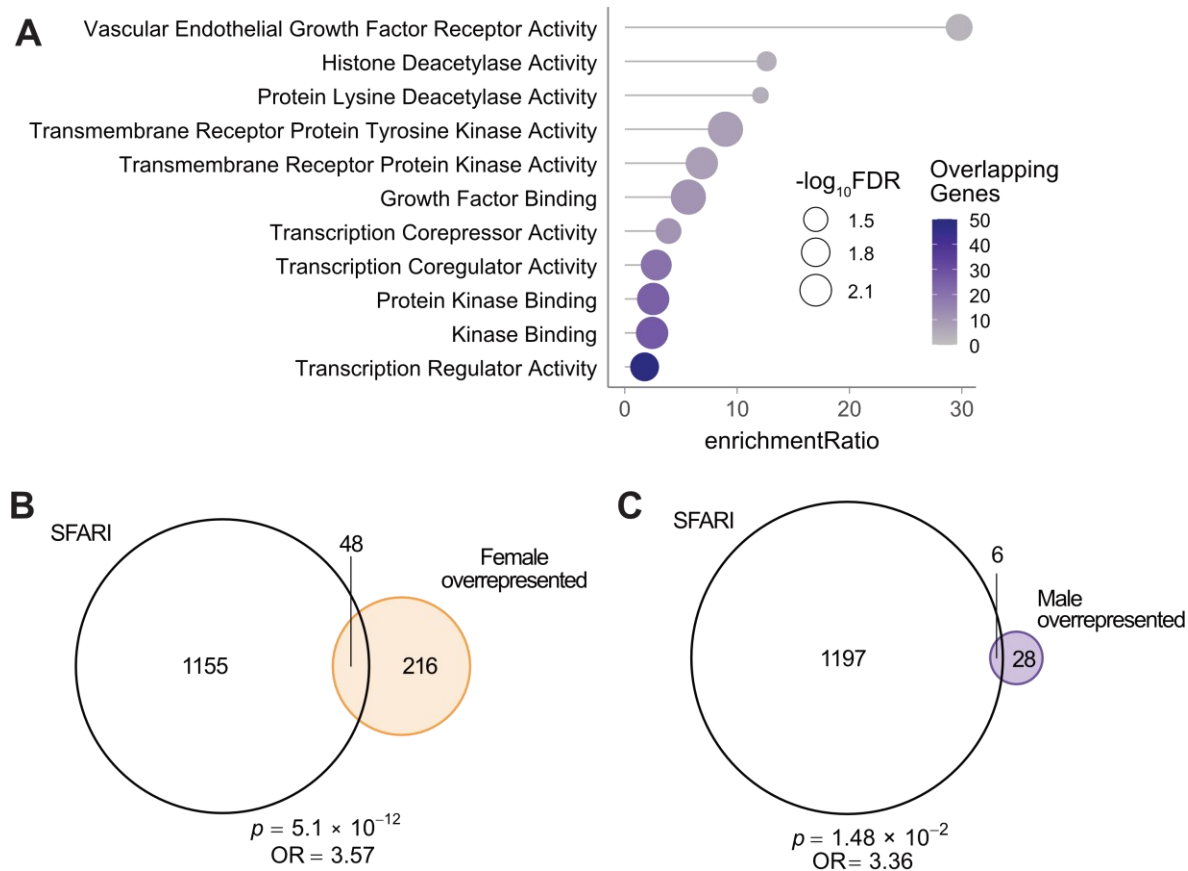 A
Vascular Endothelial Growth Factor Receptor Activity
Histone Deacetylase Activity
Protein Lysine Deacetylase Activity
Transmembrane Receptor Protein Tyrosine Kinase Activity
Transmembrane Receptor Protein Kinase Activity
Growth Factor Binding
Transcription Corepressor Activity
Transcription Coregulator Activity
Protein Kinase Binding
Kinase Binding
Transcription Regulator Activity
0 10 20 30
enrichmentRatio
-log₁₀FDR
1.5
1.8
2.1
Overlapping
Genes
50
40
30
20
10
0
B
SFARI
48
Female
overrepresented
1155
216
p = 5.1 × 10⁻¹²
OR = 3.57
C
SFARI
6
Male
overrepresented
1197
28
p = 1.48 × 10⁻²
OR = 3.36